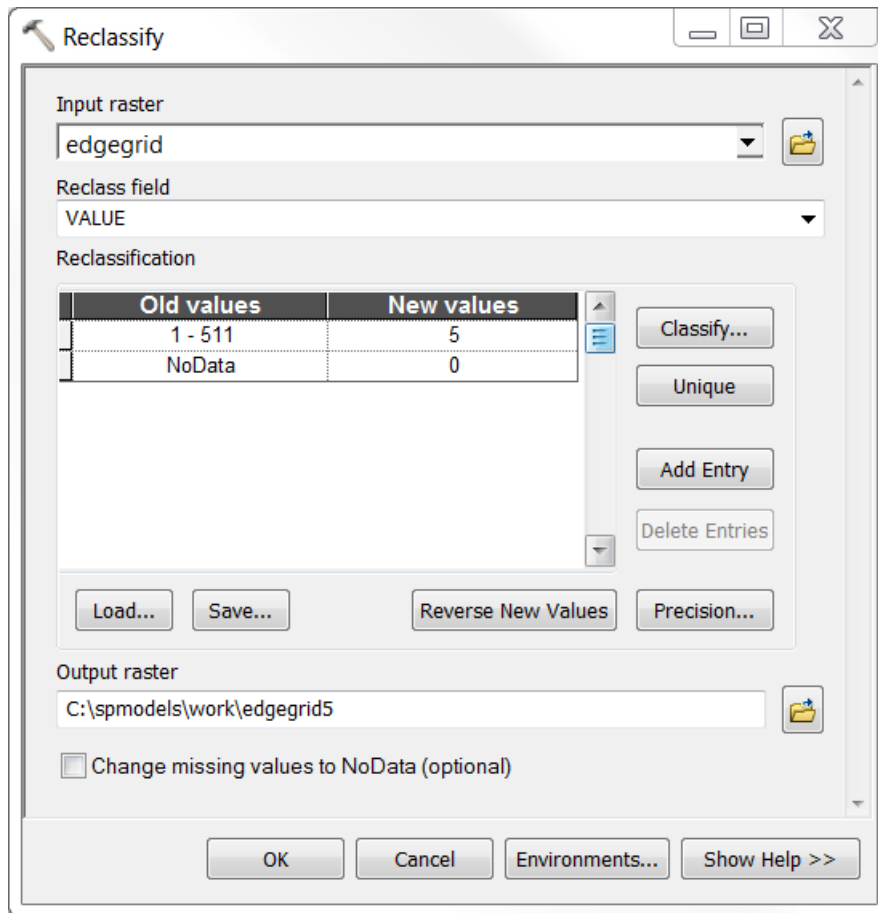 Reclassify
Input raster
edgegrid
Reclass field
VALUE
Reclassification
Old values New values
1 - 511 5
NoData 0
Classify...
Unique
Add Entry
Delete Entries
Load... Save... Reverse New Values Precision...
Output raster
C:\spmodels\work\edgegrid5
Change missing values to NoData (optional)
OK Cancel Environments... Show Help >>